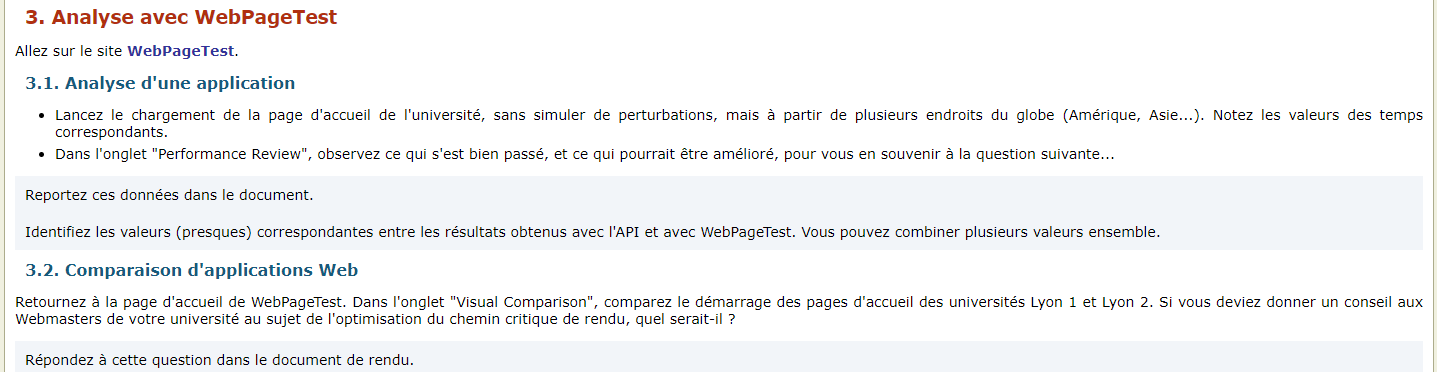 3. Analyse avec WebPageTest
Allez sur le site WebPageTest.
3.1. Analyse d'une application
• Lancez le chargement de la page d'accueil de l'université, sans simuler de perturbations, mais à partir de plusieurs endroits du globe (Amérique, Asie...). Notez les valeurs des temps
correspondants.
• Dans l'onglet "Performance Review", observez ce qui s'est bien passé, et ce qui pourrait être amélioré, pour vous en souvenir à la question suivante...
Reportez ces données dans le document.
Identifiez les valeurs (presques) correspondantes entre les résultats obtenus avec l'API et avec WebPageTest. Vous pouvez combiner plusieurs valeurs ensemble.
3.2. Comparaison d'applications Web
Retournez à la page d'accueil de WebPageTest. Dans l'onglet "Visual Comparison", comparez le démarrage des pages d'accueil des universités Lyon 1 et Lyon 2. Si vous deviez donner un conseil aux
Webmasters de votre université au sujet de l'optimisation du chemin critique de rendu, quel serait-il ?
Répondez à cette question dans le document de rendu.